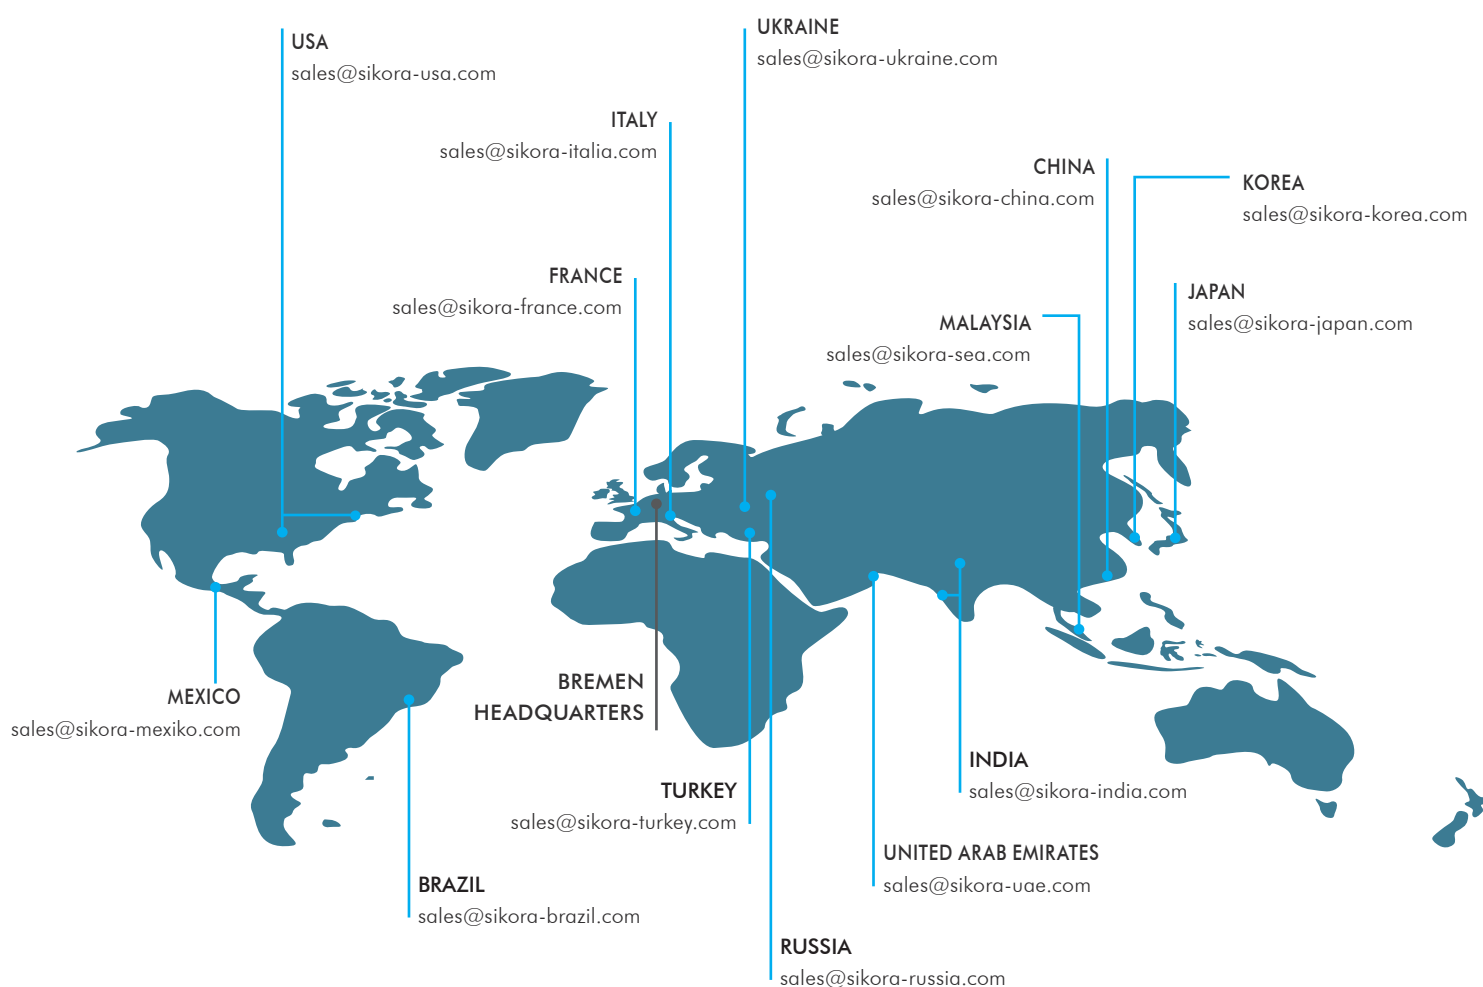 USA
sales@sikora-usa.com
UKRAINE
sales@sikora-ukraine.com
ITALY
sales@sikora-italia.com
CHINA
sales@sikora-china.com
KOREA
sales@sikora-korea.com
FRANCE
sales@sikora-france.com
JAPAN
sales@sikora-japan.com
MALAYSIA
sales@sikora-sea.com
MEXICO
sales@sikora-mexiko.com
BREMEN
HEADQUARTERS
INDIA
sales@sikora-india.com
TURKEY
sales@sikora-turkey.com
UNITED ARAB EMIRATES
sales@sikora-uae.com
BRAZIL
sales@sikora-brazil.com
RUSSIA
sales@sikora-russia.com